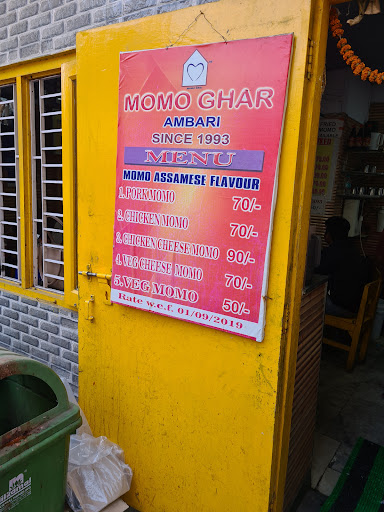 MOMO GHAR
AMBARI
SINCE 1993
MENU
MOMO ASSAMESE FLAVOUR
1. PORK MOMO 70/-
2. CHICKEN MOMO 70/-
3. CHICKEN CHEESE MOMO 90/-
4. VEG CHEESE MOMO 70/-
5. VEG MOMO 50/-
Rate w.e.f. 01/09/2019